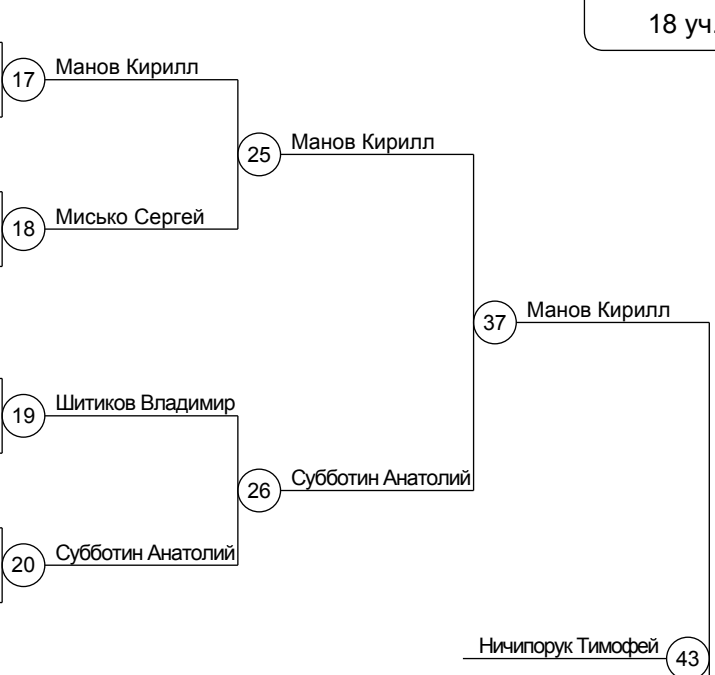 18 уч.
17 Манов Кирилл
25 Манов Кирилл
18 Мисько Сергей
37 Манов Кирилл
19 Шитиков Владимир
26 Субботин Анатолий
20 Субботин Анатолий
Ничипорук Тимофей 43